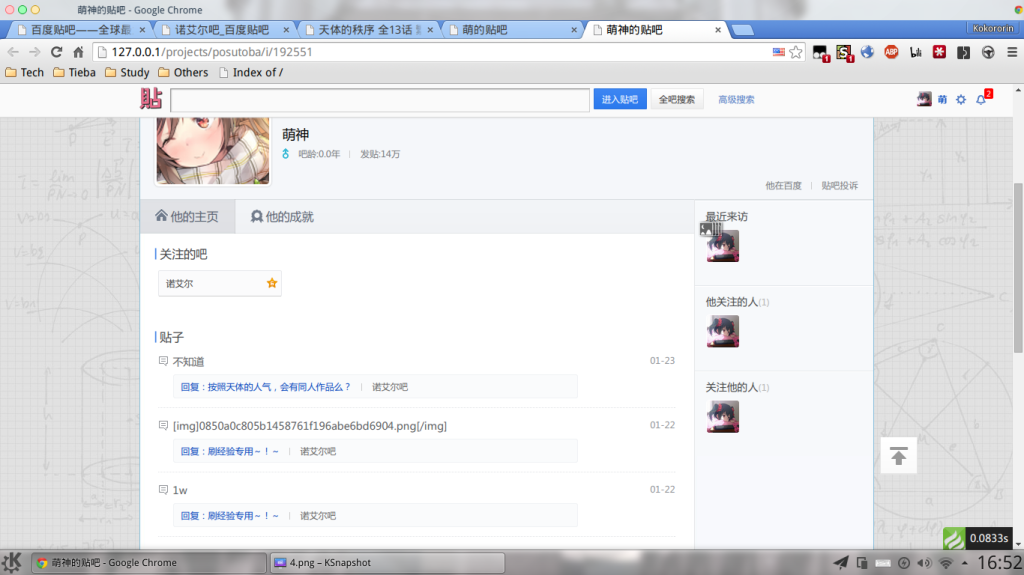 萌神的贴吧 - Google Chrome
百度贴吧——全球最
诺艾尔吧_百度贴吧
天体的秩序 全13话
萌的贴吧
萌神的贴吧
Kokororin
127.0.0.1/projects/posutoba/i/192551
Tech
Tieba
Study
Others
Index of /
貼
进入贴吧
全吧搜索
高级搜索
萌
2
萌神
吧龄:0.0年
发贴:14万
他在百度
贴吧投诉
他的主页
他的成就
最近来访
关注的吧
诺艾尔
他关注的人(1)
贴子
不知道
01-23
回复：按照天体的人气，会有同人作品么？
诺艾尔吧
关注他的人(1)
[img]0850a0c805b1458761f196abe6bd6904.png[/img]
01-22
回复：刷经验专用～！～
诺艾尔吧
1w
01-22
回复：刷经验专用～！～
诺艾尔吧
0.0833s
萌神的贴吧 - Google Chrome
4.png – KSnapshot
16:52